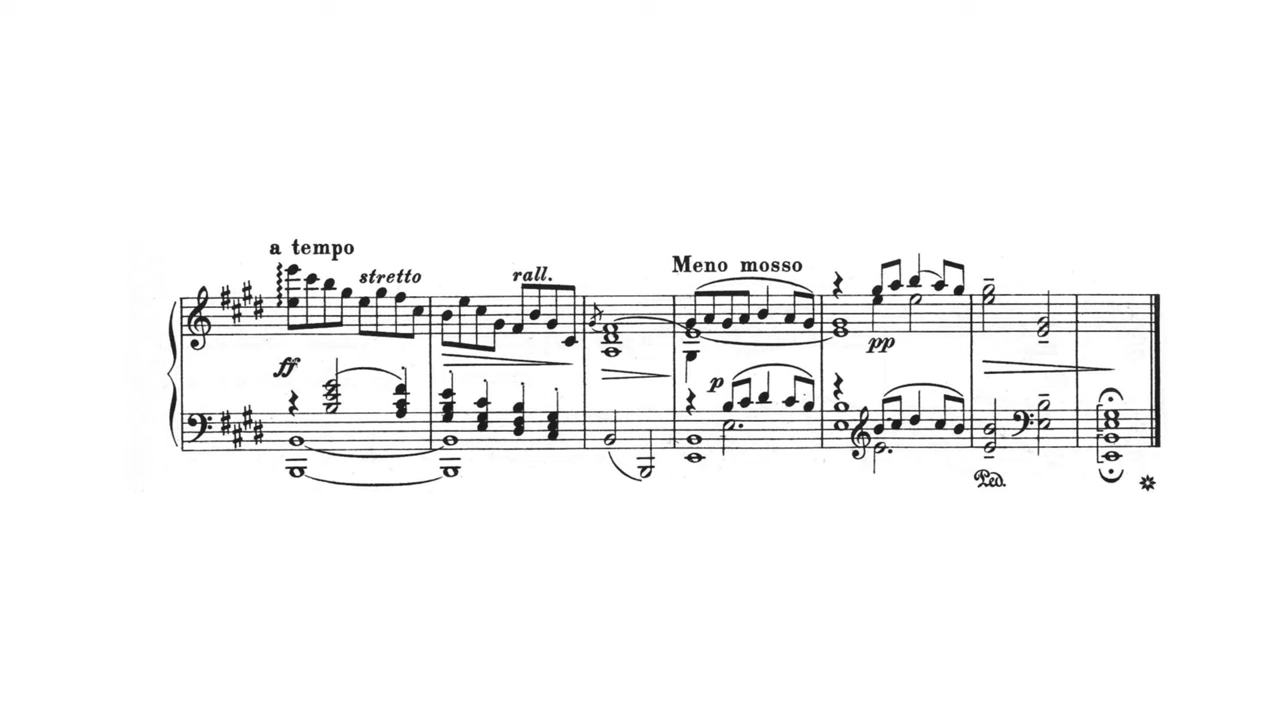 a tempo
stretto
rall.
Meno mosso
ff
p
pp
Ped.